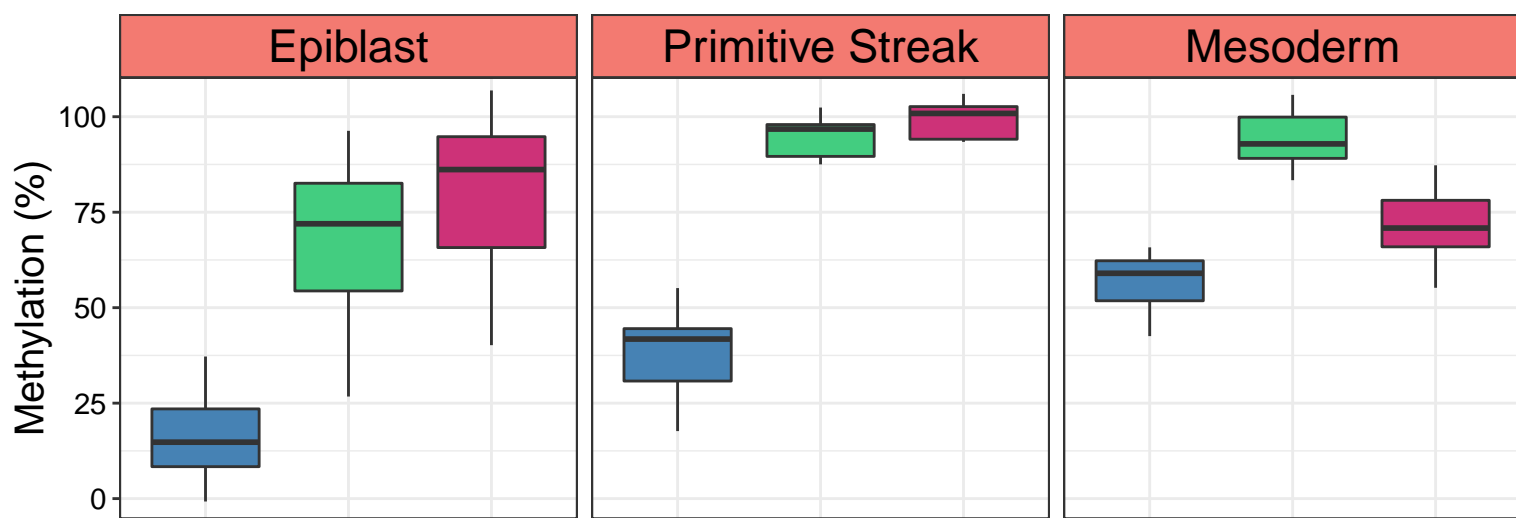 Epiblast
Primitive Streak
Mesoderm
Methylation (%)
100
75
50
25
0